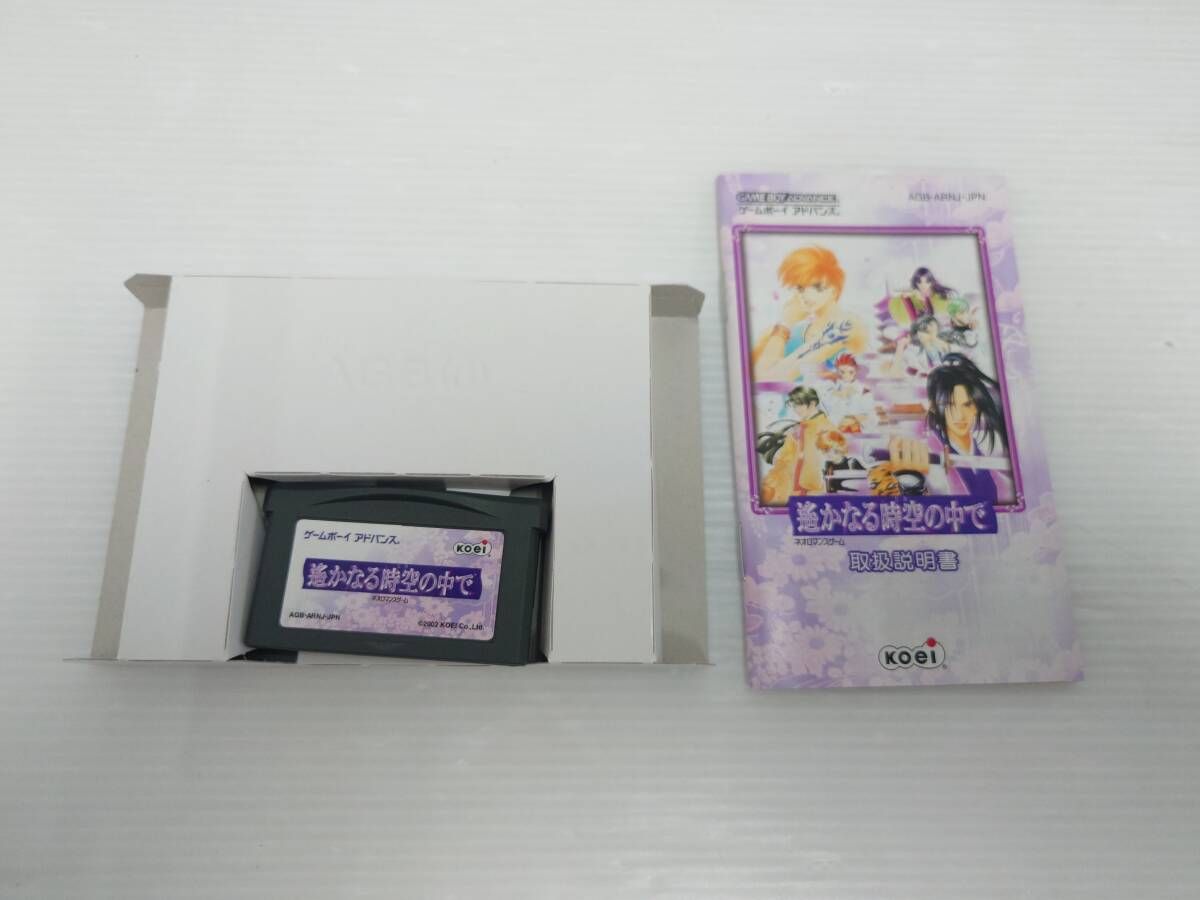 ゲームボーイ アドバンス®
Koei®
遙かなる時空の中で
ネオロマンスゲーム
AGB-ARNJ-JPN
©2002 KOEI Co.,Ltd.
GAME BOY ADVANCE
AGB-ARNJ-JPN
ゲームボーイ アドバンス®
遙かなる時空の中で
ネオロマンスゲーム
取扱説明書
Koei®